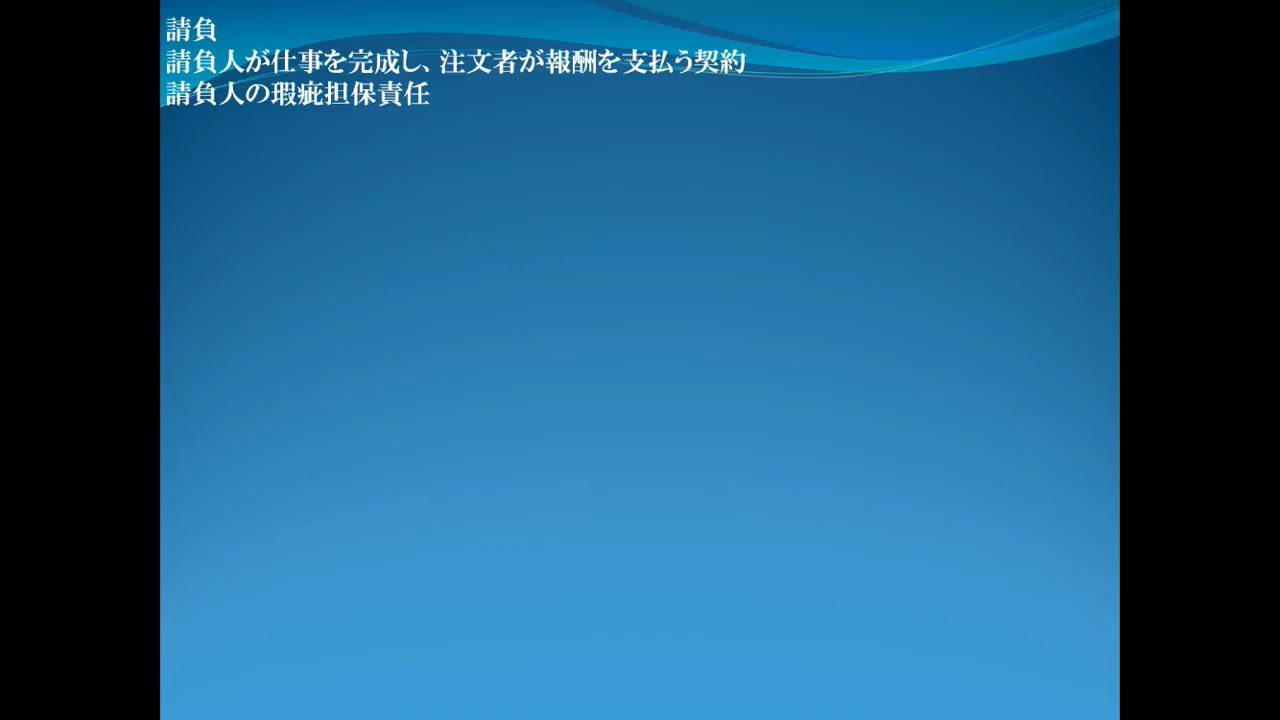 請負
請負人が仕事を完成し、注文者が報酬を支払う契約
請負人の瑕疵担保責任